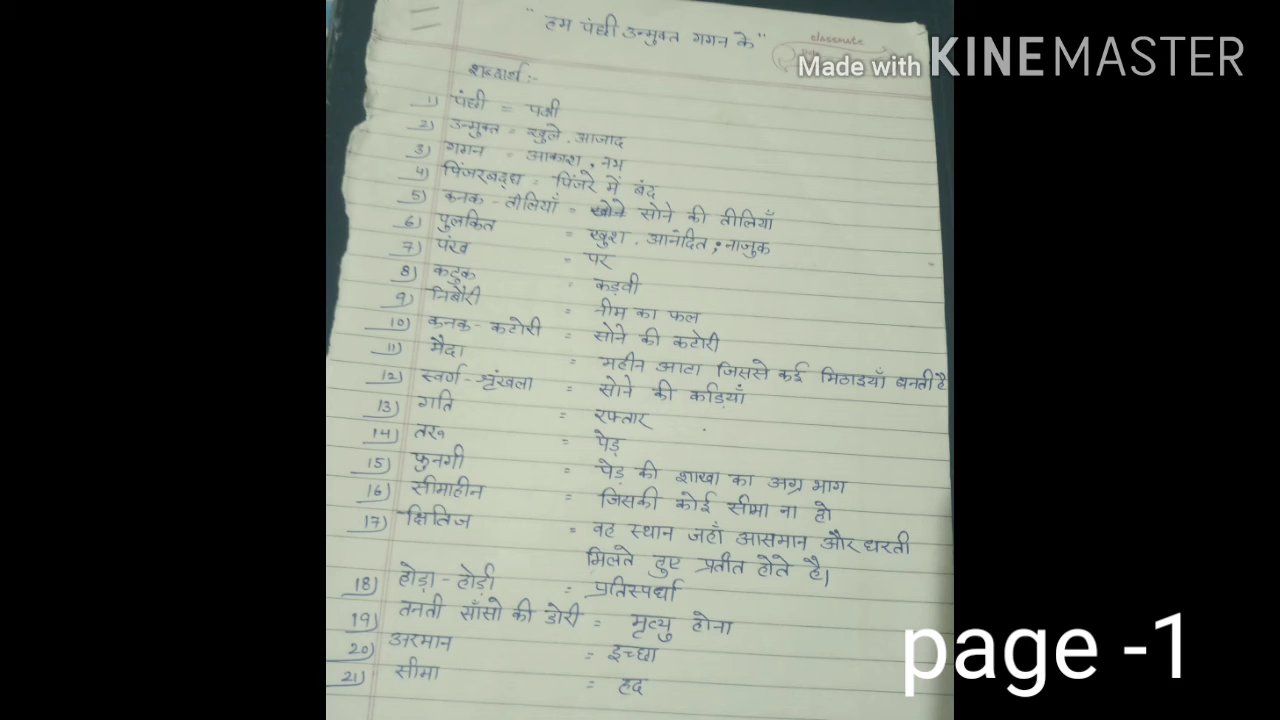 "हम पंछी उन्मुक्त गगन के"
Made with KINEMASTER
शब्दार्थ :-
1) पंछी = पक्षी
2) उन्मुक्त = खुले, आजाद
3) गगन = आकाश, नभ
4) पिंजरबद्ध = पिंजरे में बंद
5) कनक-तीलियाँ = सोने की तीलियाँ
6) पुलकित = खुश, आनंदित, नाजुक
7) पंख = पर
8) कटुक = कड़वी
9) निबौरी = नीम का फल
10) कनक-कटोरी = सोने की कटोरी
11) मैदा = महीन आटा जिससे कई मिठाइयाँ बनती है
12) स्वर्ण-श्रृंखला = सोने की कड़ियाँ
13) गति = रफ्तार
14) तरु = पेड़
15) फुनगी = पेड़ की शाखा का अग्र भाग
16) सीमाहीन = जिसकी कोई सीमा ना हो
17) क्षितिज = वह स्थान जहाँ आसमान और धरती
मिलते हुए प्रतीत होते है।
18) होड़ा-होड़ी = प्रतिस्पर्धा
19) तनती साँसो की डोरी = मृत्यु होना
20) अरमान = इच्छा
21) सीमा = हद
page -1